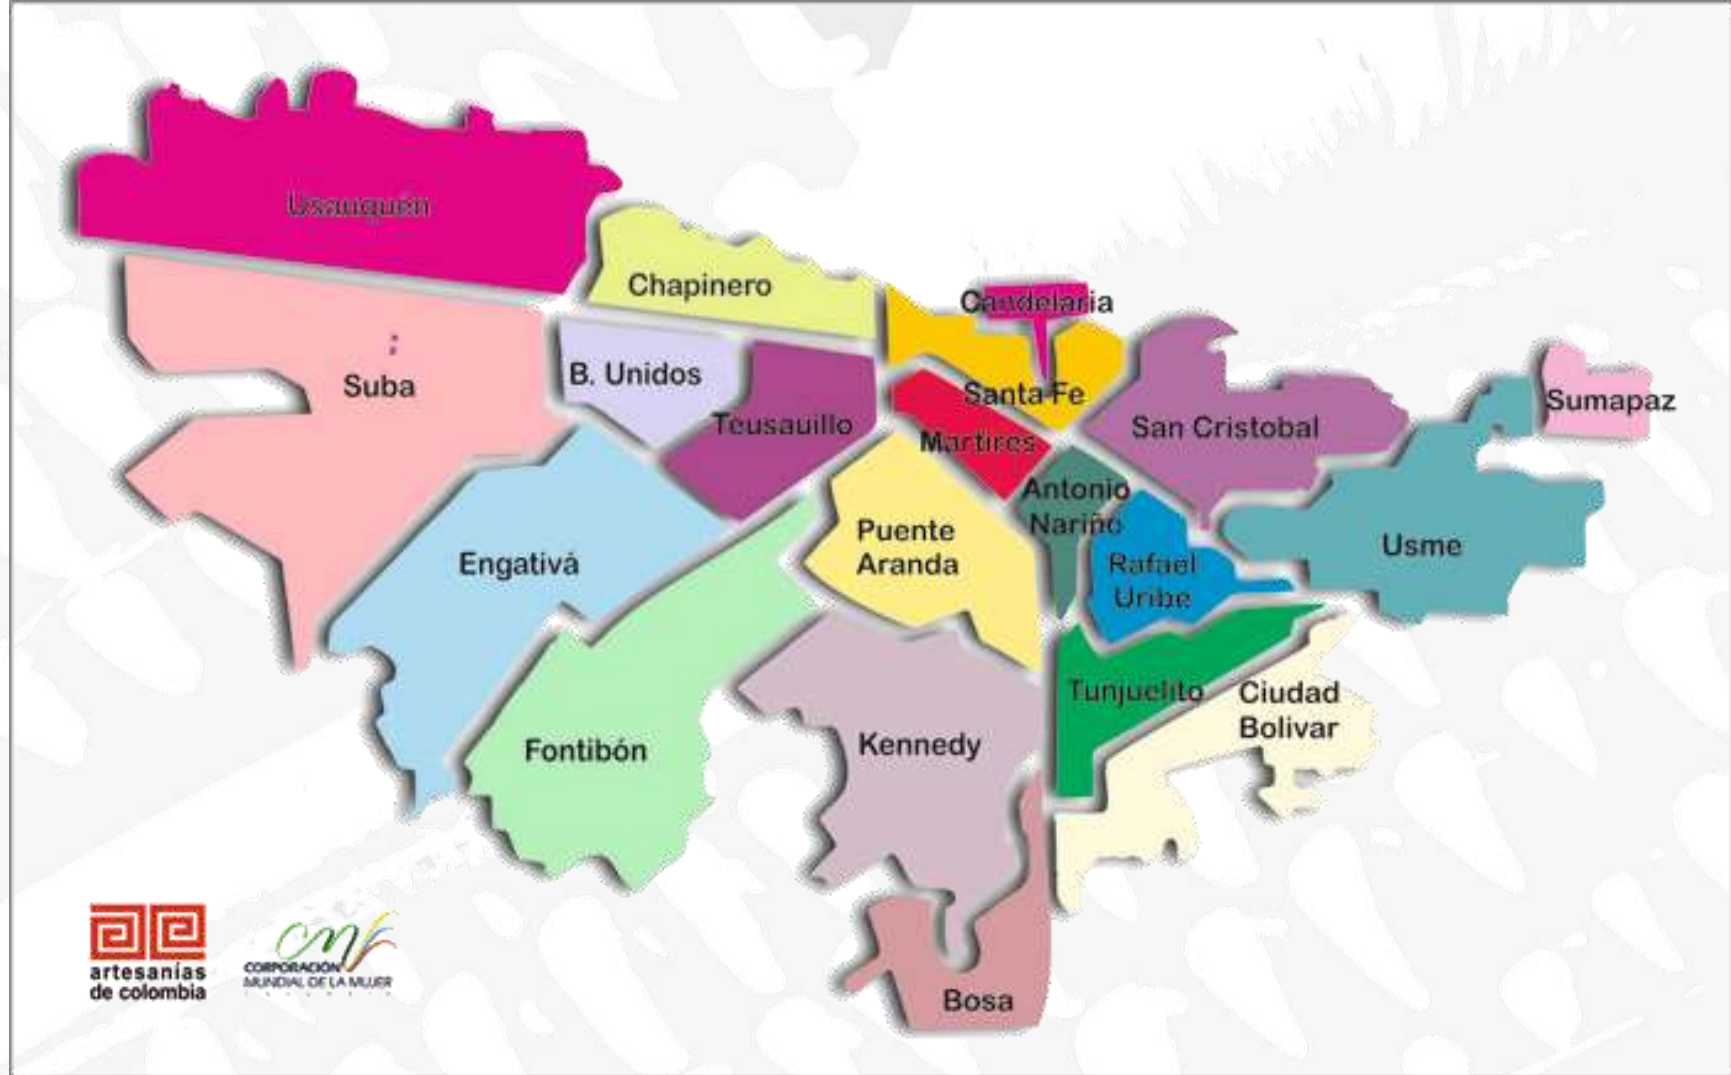 Usauquén
Chapinero
Candelaria
Suba
B. Unidos
Santa Fe
Sumapaz
Teusauillo
Martires
San Cristobal
Antonio
Nariño
Puente
Aranda
Usme
Engativá
Rafael
Uribe
Tunjuelito
Ciudad
Bolivar
Fontibón
Kennedy
Bosa
artesanías
de colombia
CORPORACIÓN
MUNDIAL DE LA MUJER